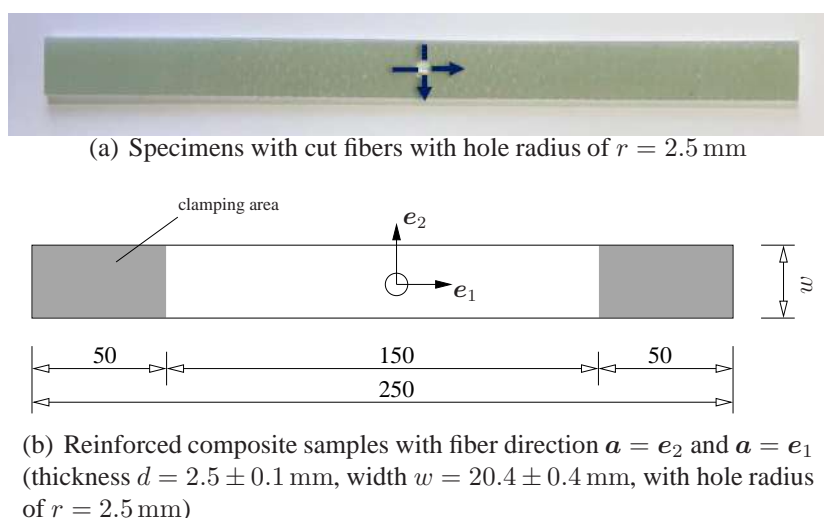 (a) Specimens with cut fibers with hole radius of r = 2.5 mm
clamping area
e₂
e₁
w
50
150
50
250
(b) Reinforced composite samples with fiber direction a = e₂ and a = e₁
(thickness d = 2.5 ± 0.1 mm, width w = 20.4 ± 0.4 mm, with hole radius
of r = 2.5 mm)